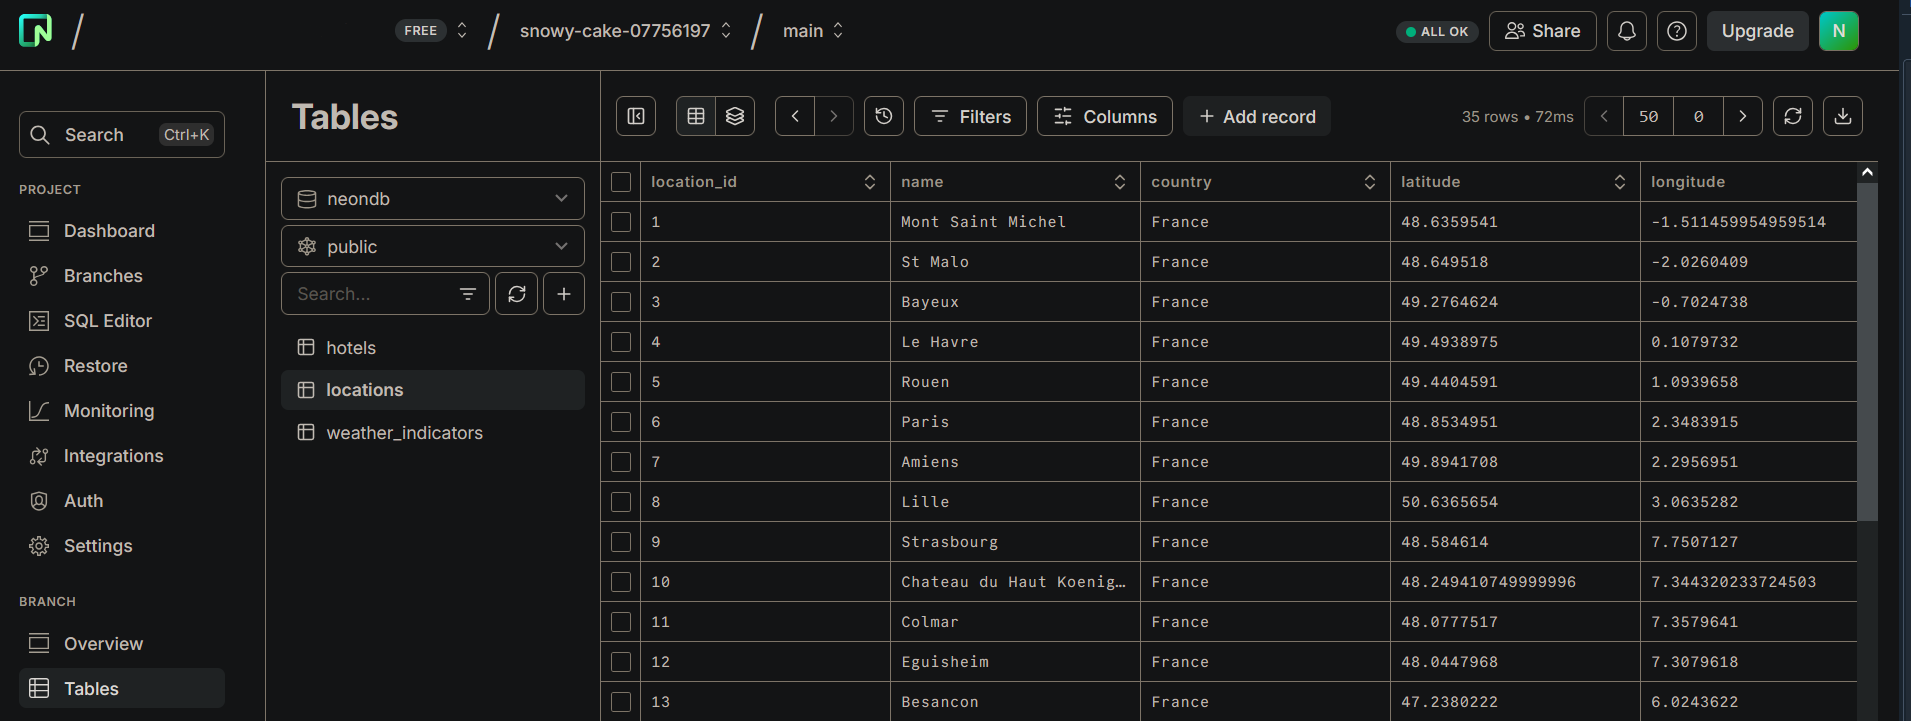 / FREE / snowy-cake-07756197 / main ALL OK Share Upgrade N
Search Ctrl+K
PROJECT
Dashboard
Branches
SQL Editor
Restore
Monitoring
Integrations
Auth
Settings
BRANCH
Overview
Tables
Tables
neondb
public
Search...
hotels
locations
weather_indicators
Filters Columns Add record 35 rows • 72ms 50 0
location_id name country latitude longitude
1 Mont Saint Michel France 48.6359541 -1.511459954959514
2 St Malo France 48.649518 -2.0260409
3 Bayeux France 49.2764624 -0.7024738
4 Le Havre France 49.4938975 0.1079732
5 Rouen France 49.4404591 1.0939658
6 Paris France 48.8534951 2.3483915
7 Amiens France 49.8941708 2.2956951
8 Lille France 50.6365654 3.0635282
9 Strasbourg France 48.584614 7.7507127
10 Chateau du Haut Koenig… France 48.249410749999996 7.344320233724503
11 Colmar France 48.0777517 7.3579641
12 Eguisheim France 48.0447968 7.3079618
13 Besancon France 47.2380222 6.0243622